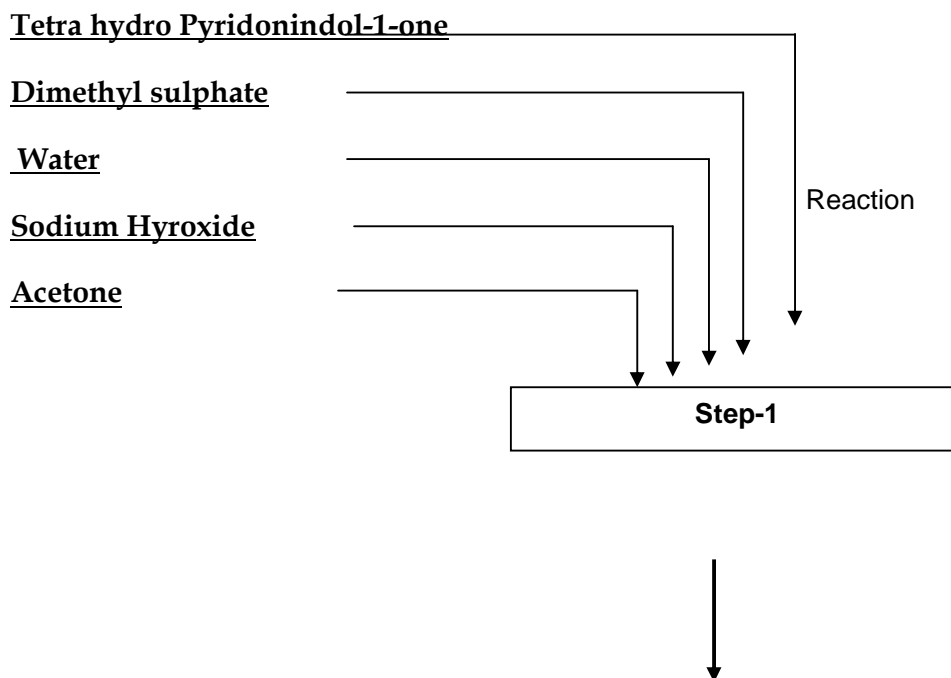 Tetra hydro Pyridonindol-1-one
Dimethyl sulphate
Water
Reaction
Sodium Hyroxide
Acetone
Step-1